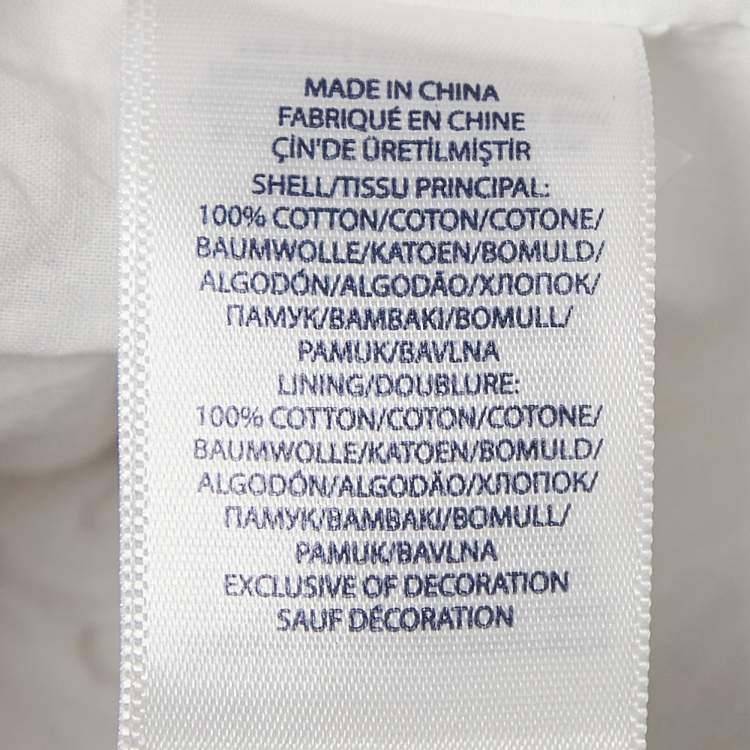 MADE IN CHINA
FABRIQUÉ EN CHINE
ÇİN'DE ÜRETİLMİŞTİR
SHELL/TISSU PRINCIPAL:
100% COTTON/COTON/COTONE/
BAUMWOLLE/KATOEN/BOMULD/
ALGODÓN/ALGODÃO/ХЛОПОК/
ПАМУК/ΒΑΜΒΑΚΙ/BOMULL/
PAMUK/BAVLNA
LINING/DOUBLURE:
100% COTTON/COTON/COTONE/
BAUMWOLLE/KATOEN/BOMULD/
ALGODÓN/ALGODÃO/ХЛОПОК/
ПАМУК/ΒΑΜΒΑΚΙ/BOMULL/
PAMUK/BAVLNA
EXCLUSIVE OF DECORATION
SAUF DÉCORATION